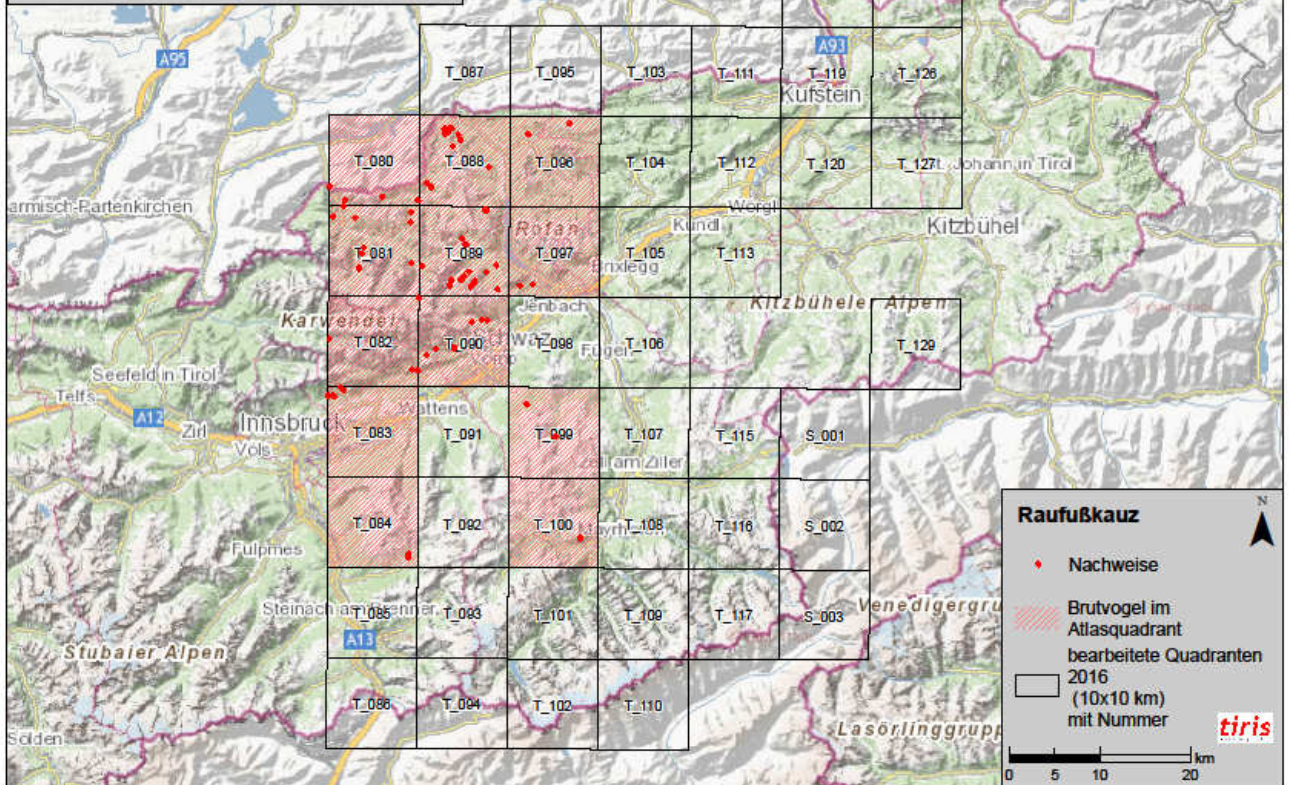 A95
A93
T_087 T_095 T_103 T_111 T_119 T_126
Kufstein
T_080 T_088 T_096 T_104 T_112 T_120 T_127
t. Johann in Tirol
armisch-Partenkirchen
Wörgl
Kundl
Kitzbühel
Rofan
T_081 T_089 T_097 T_105 T_113
Brixlegg
Jenbach
Kitzbüheler Alpen
Karwendel
T_082 T_090 T_098 T_106 T_129
Fügen
Seefeld in Tirol
Telfs
A12
Zirl
Innsbruck
Völs
Wattens
T_083 T_091 T_099 T_107 T_115 S_001
Zell am Ziller
T_084 T_092 T_100 T_108 T_116 S_002
Mayrhofen
Fulpmes
Steinach am Brenner
T_085 T_093 T_101 T_109 T_117 S_003
A13
Venedigergru
Stubaier Alpen
T_086 T_094 T_102 T_110
Sölden
Lasörlinggrupp
N
Raufußkauz
Nachweise
Brutvogel im
Atlasquadrant
bearbeitete Quadranten
2016
(10x10 km)
mit Nummer
tiris
km
0 5 10 20